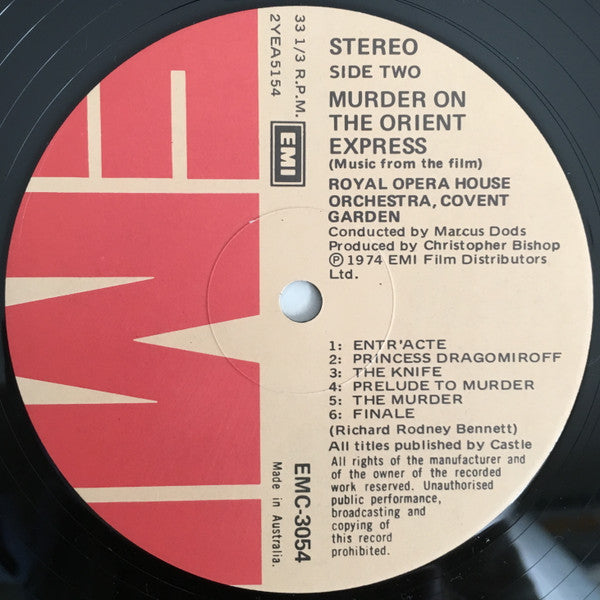 STEREO
SIDE TWO
MURDER ON
THE ORIENT
EXPRESS
(Music from the film)
ROYAL OPERA HOUSE
ORCHESTRA, COVENT
GARDEN
Conducted by Marcus Dods
Produced by Christopher Bishop
Ⓟ 1974 EMI Film Distributors
Ltd.
33 1/3 R.P.M.
2YEA5154
EMI
EMI
1: ENTR'ACTE
2: PRINCESS DRAGOMIROFF
3: THE KNIFE
4: PRELUDE TO MURDER
5: THE MURDER
6: FINALE
(Richard Rodney Bennett)
All titles published by Castle
All rights of the manufacturer and
of the owner of the recorded
work reserved. Unauthorised
public performance,
broadcasting and
copying of
this record
prohibited.
EMC-3054
Made in Australia.